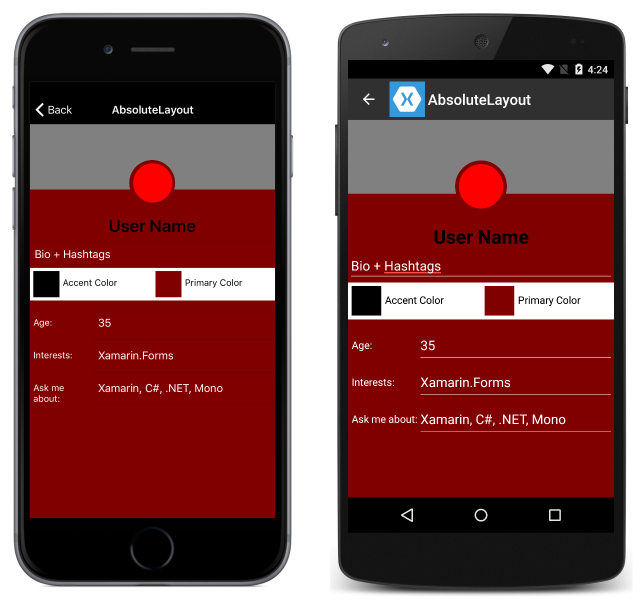 Back AbsoluteLayout
User Name
Bio + Hashtags
Accent Color Primary Color
Age: 35
Interests: Xamarin.Forms
Ask me about: Xamarin, C#, .NET, Mono
4:24
AbsoluteLayout
User Name
Bio + Hashtags
Accent Color Primary Color
Age: 35
Interests: Xamarin.Forms
Ask me about: Xamarin, C#, .NET, Mono